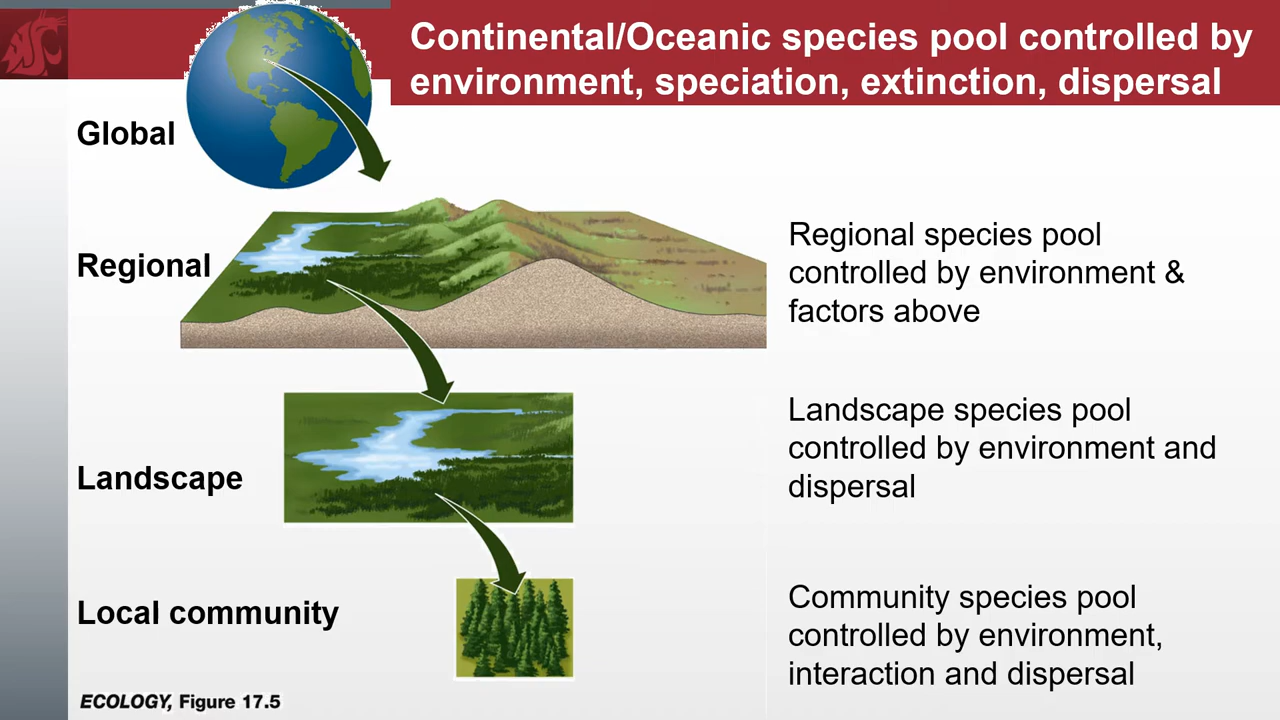 Continental/Oceanic species pool controlled by
environment, speciation, extinction, dispersal
Global
Regional
Regional species pool
controlled by environment &
factors above
Landscape
Landscape species pool
controlled by environment and
dispersal
Local community
Community species pool
controlled by environment,
interaction and dispersal
ECOLOGY, Figure 17.5